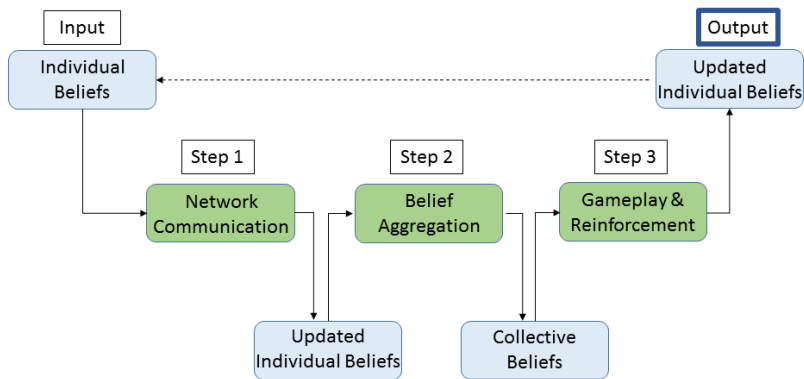 Input
Output
Individual
Beliefs
Updated
Individual Beliefs
Step 1
Step 2
Step 3
Network
Communication
Belief
Aggregation
Gameplay &
Reinforcement
Updated
Individual Beliefs
Collective
Beliefs